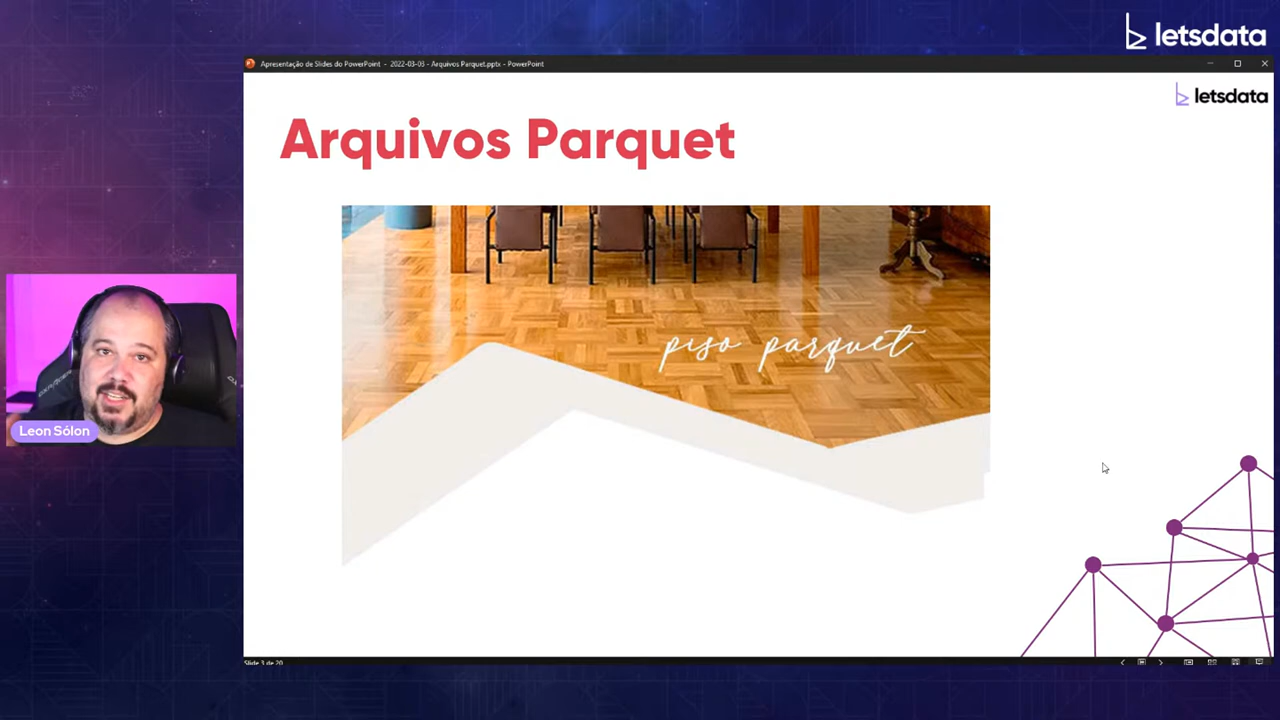 letsdata
Apresentação de Slides do PowerPoint - 2022-03-03 - Arquivos Parquet.pptx - PowerPoint
letsdata
Arquivos Parquet
piso parquet
Leon Sólon
Slide 3 de 20